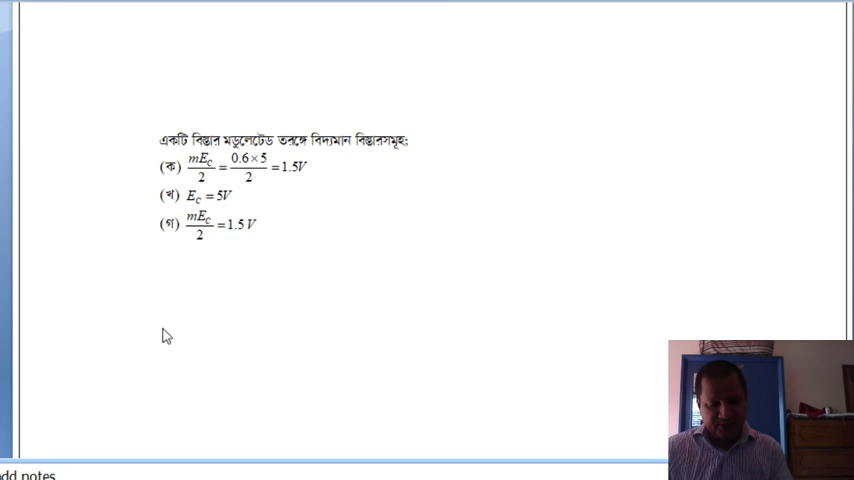 একটি বিস্তার মডুলেটেড তরঙ্গে বিদ্যমান বিস্তারসমূহ:
(ক) mE_C/2 = 0.6×5/2 = 1.5V
(খ) E_C = 5V
(গ) mE_C/2 = 1.5 V
add notes